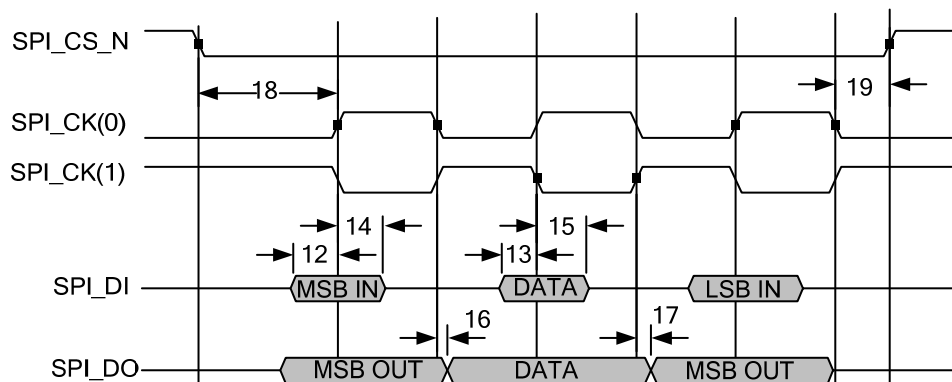 SPI_CS_N
18
19
SPI_CK(0)
SPI_CK(1)
14
15
12
13
SPI_DI
MSB IN
DATA
LSB IN
16
17
SPI_DO
MSB OUT
DATA
MSB OUT